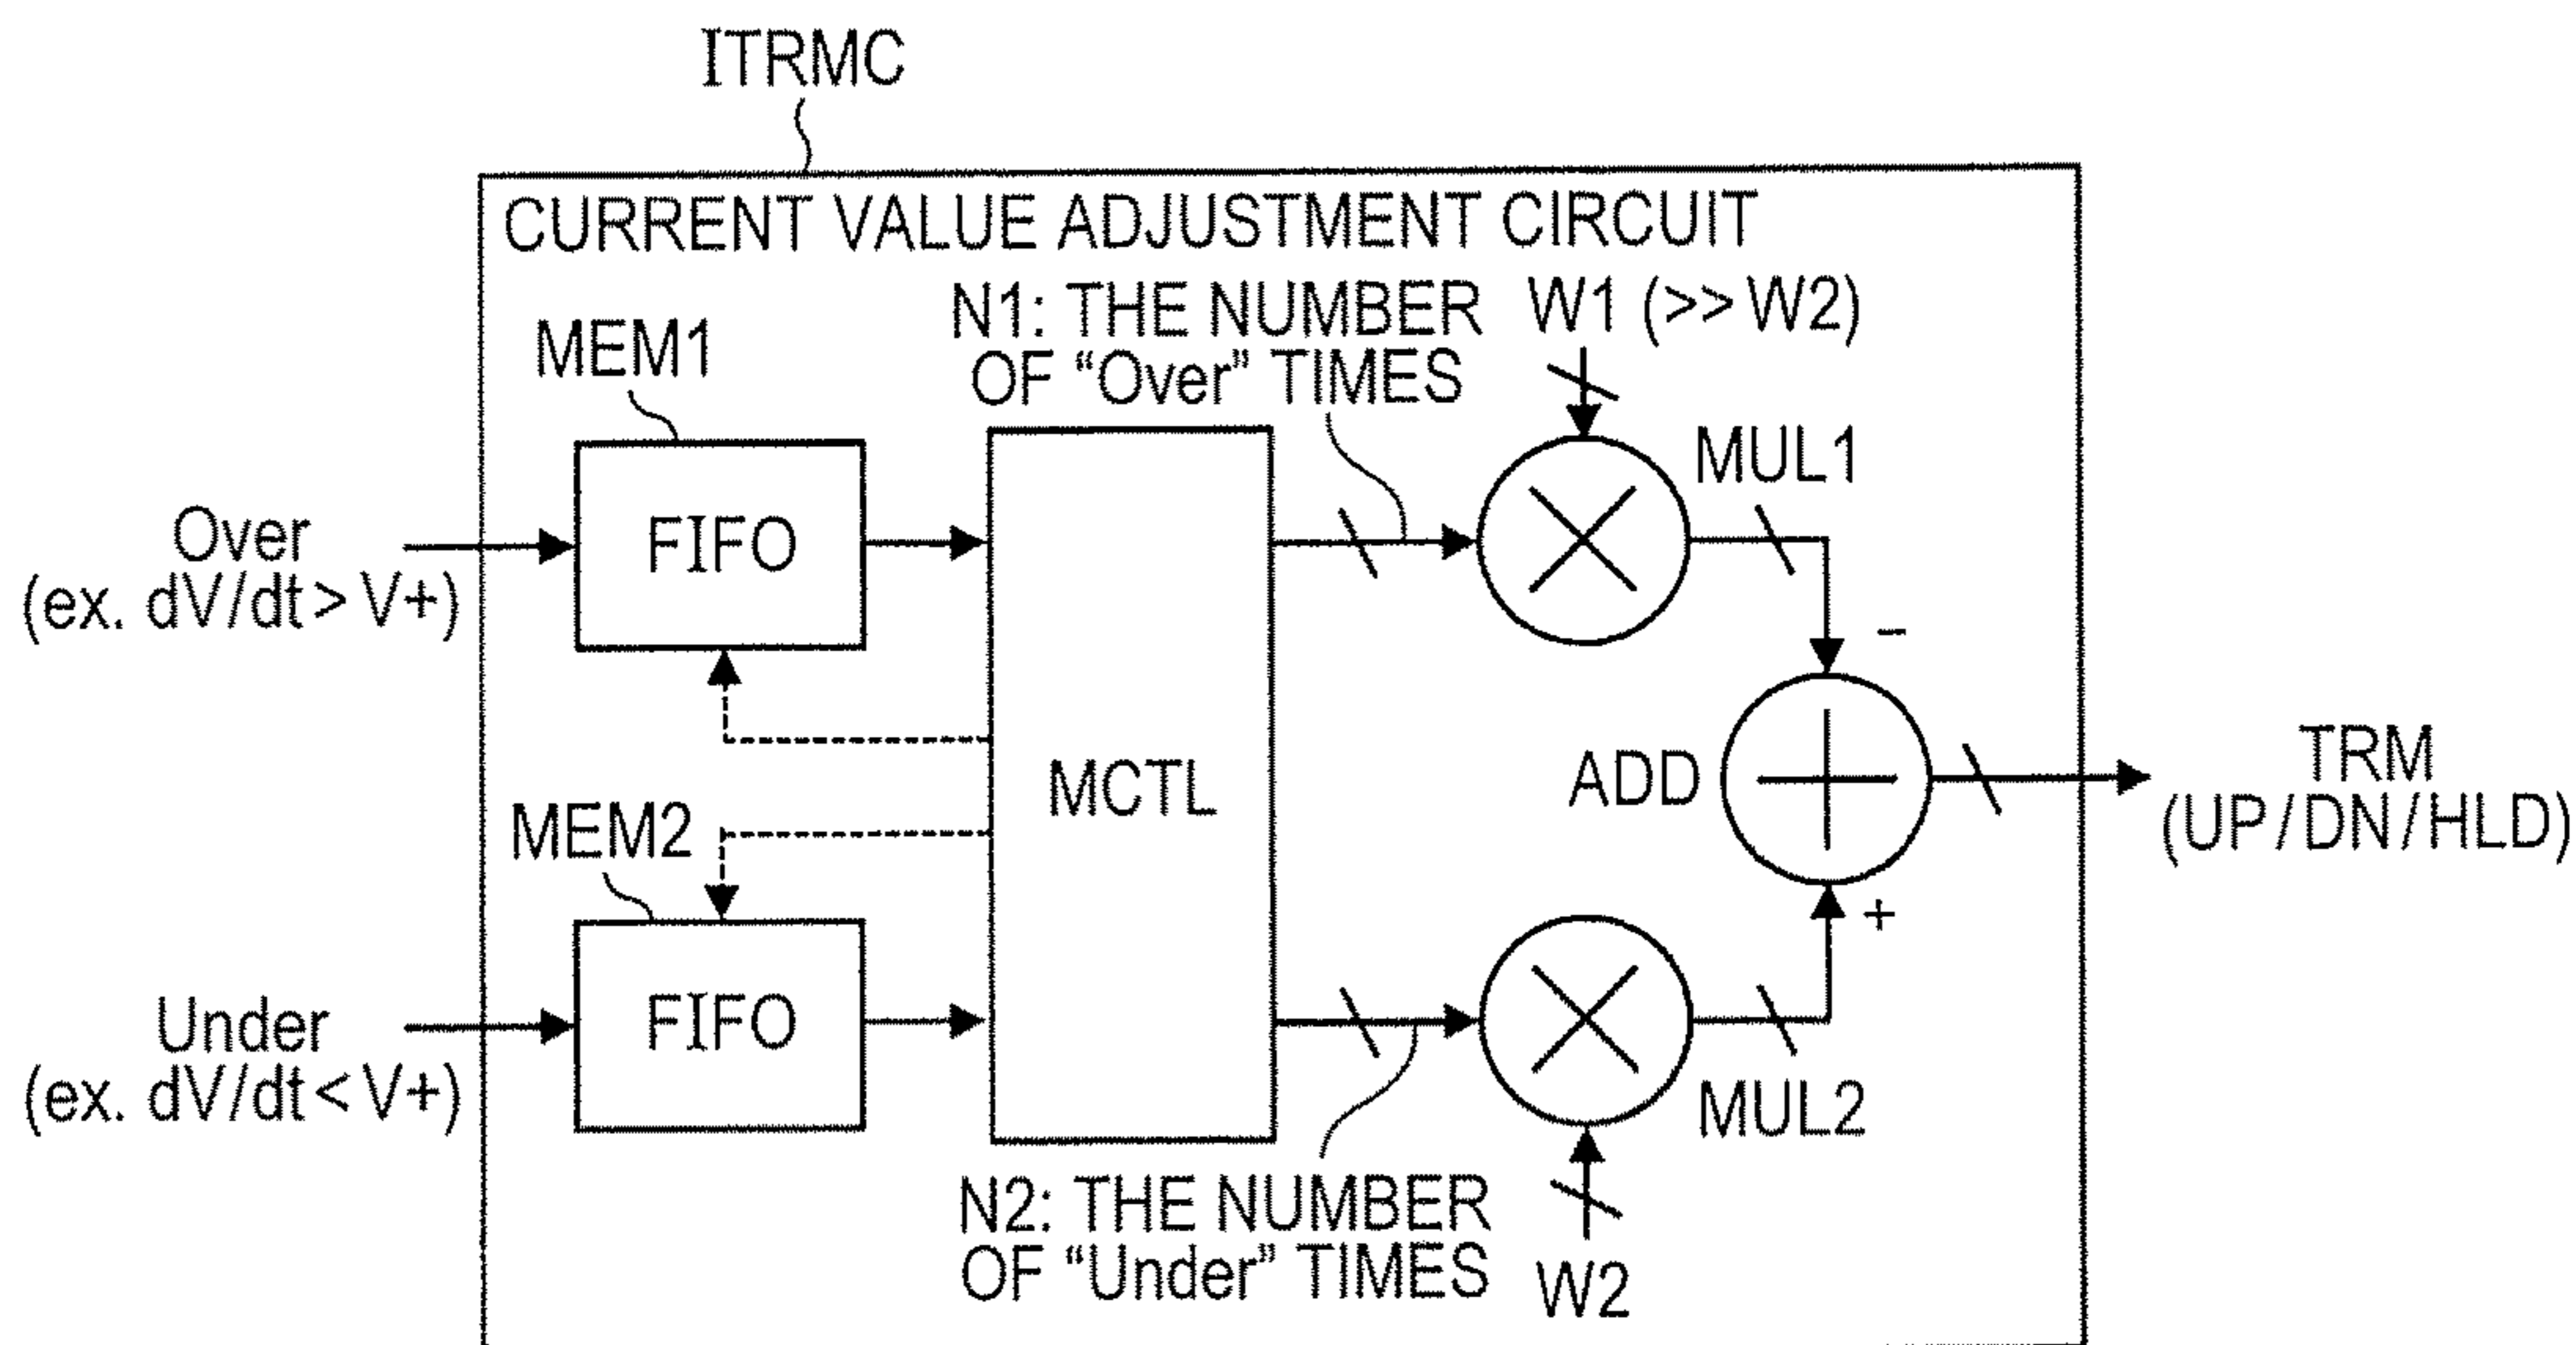 ITRMC
CURRENT VALUE ADJUSTMENT CIRCUIT
N1: THE NUMBER
OF “Over” TIMES
W1 (>> W2)
MEM1
MUL1
Over
(ex. dV/dt > V+)
FIFO
−
MCTL
ADD
TRM
(UP/DN/HLD)
MEM2
+
Under
(ex. dV/dt < V+)
FIFO
MUL2
N2: THE NUMBER
OF “Under” TIMES
W2